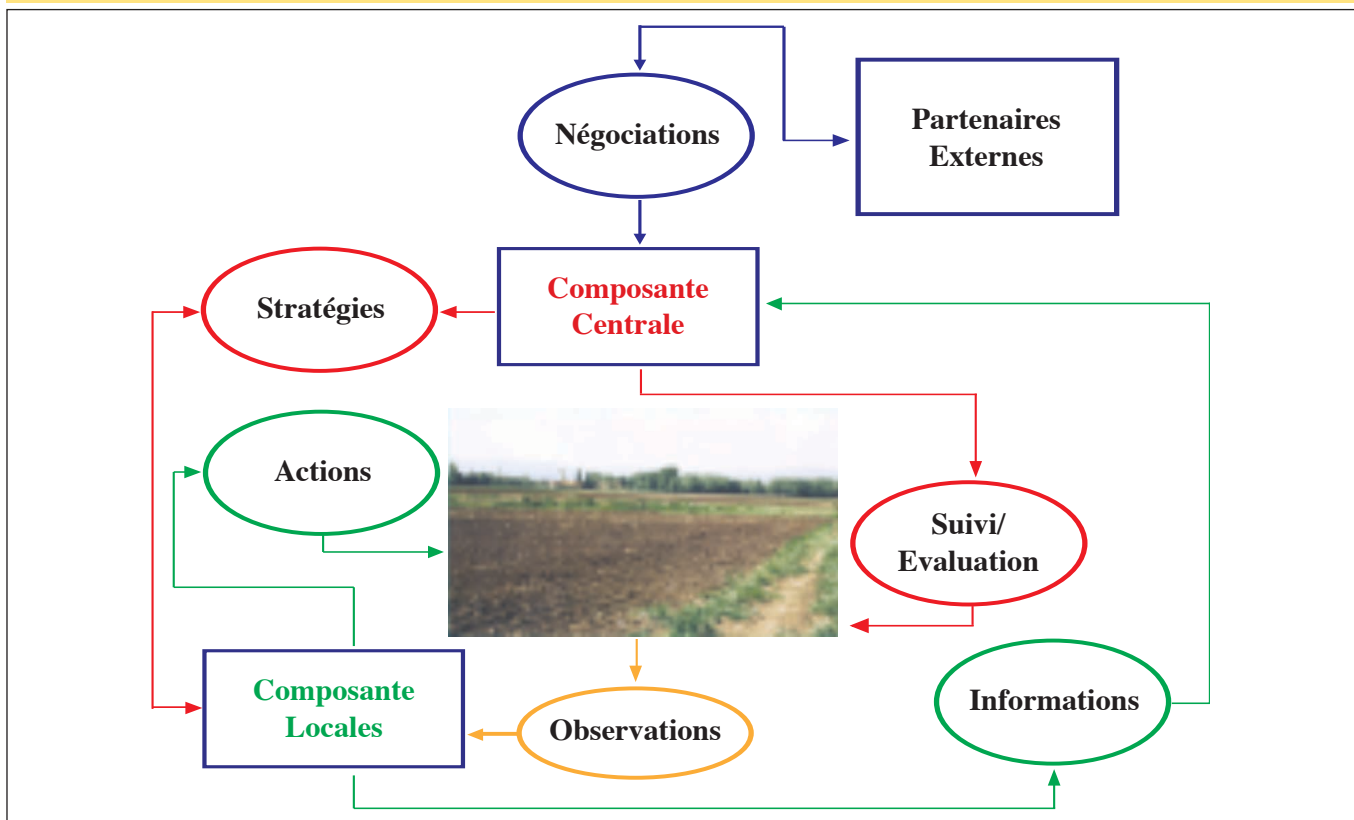 Négociations
Partenaires
Externes
Stratégies
Composante
Centrale
Actions
Suivi/
Evaluation
Composante
Locales
Observations
Informations